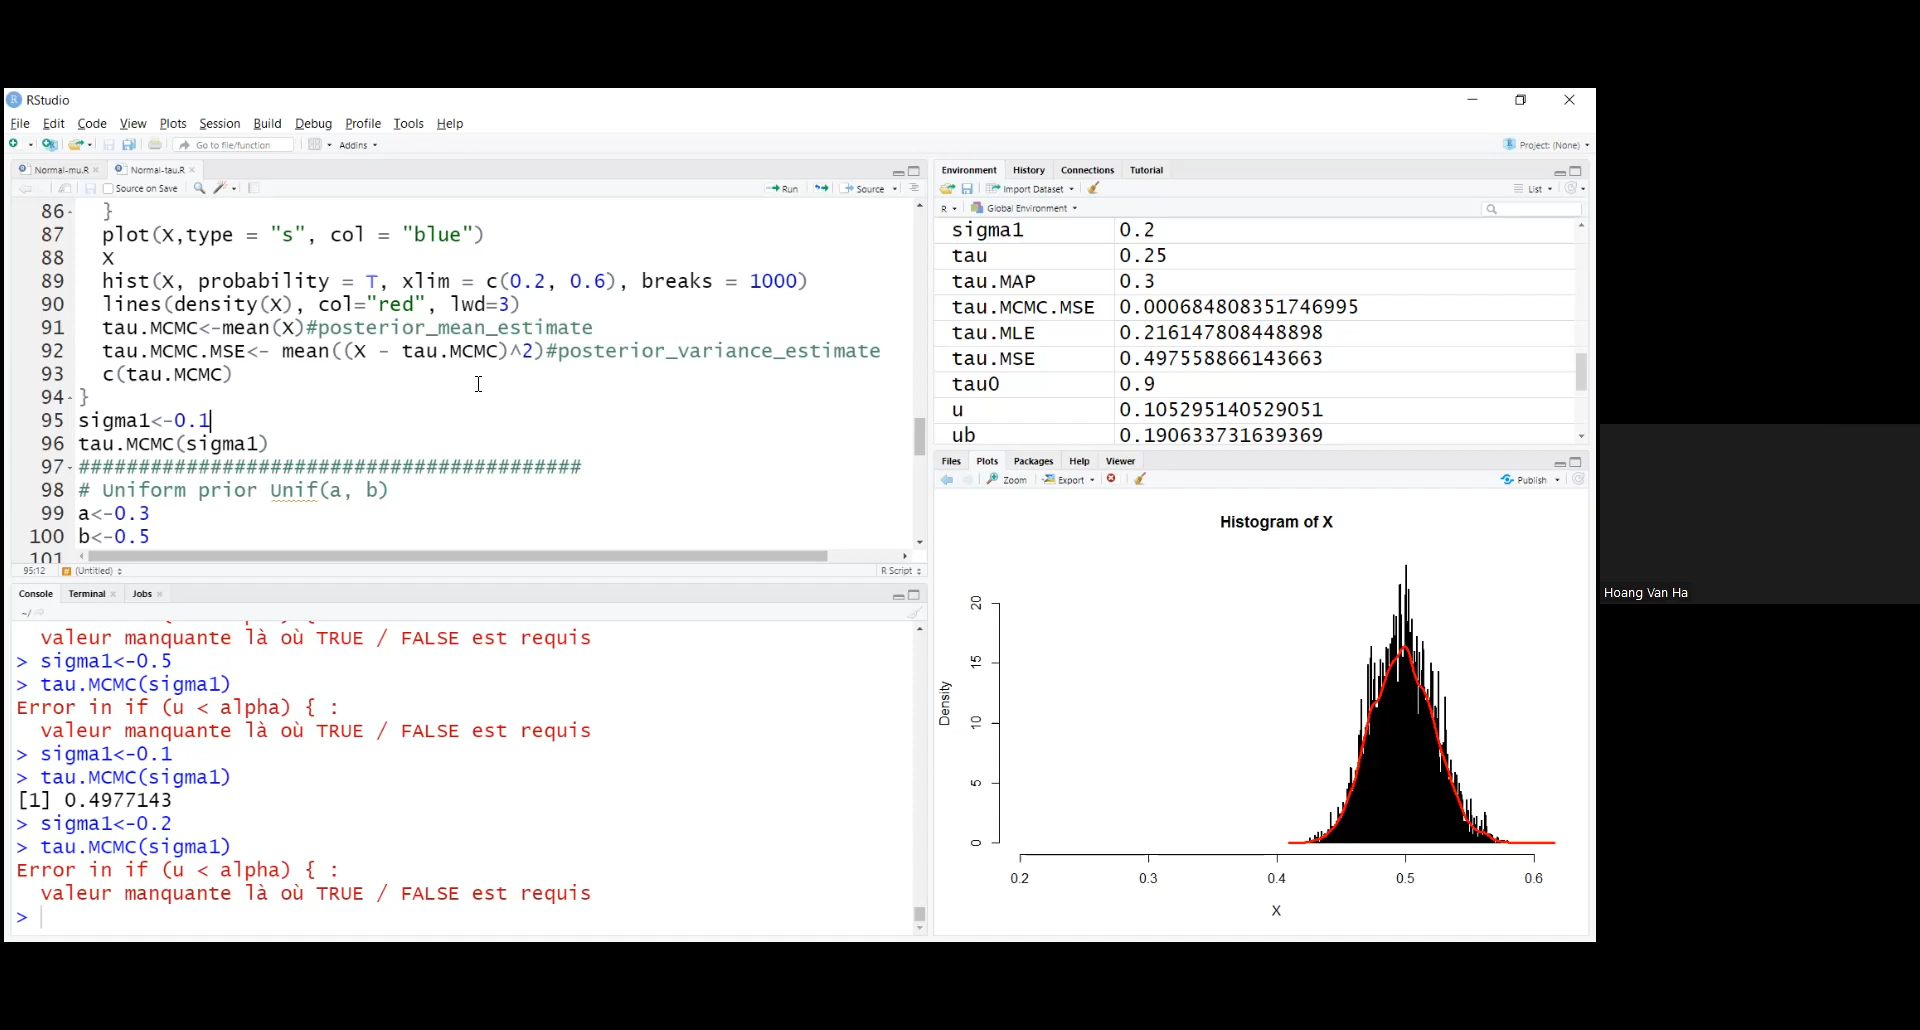 RStudio
File Edit Code View Plots Session Build Debug Profile Tools Help
Go to file/function Addins Project: (None)
Normal-mu.R Normal-tau.R
Source on Save Run Source
86 }
87 plot(X,type = "s", col = "blue")
88 X
89 hist(X, probability = T, xlim = c(0.2, 0.6), breaks = 1000)
90 lines(density(X), col="red", lwd=3)
91 tau.MCMC<-mean(X)#posterior_mean_estimate
92 tau.MCMC.MSE<- mean((X - tau.MCMC)^2)#posterior_variance_estimate
93 c(tau.MCMC)
94 }
95 sigma1<-0.1
96 tau.MCMC(sigma1)
97 ##########################################
98 # Uniform prior Unif(a, b)
99 a<-0.3
100 b<-0.5
101
95:12 (Untitled) R Script
Console Terminal Jobs
~/
valeur manquante là où TRUE / FALSE est requis
> sigma1<-0.5
> tau.MCMC(sigma1)
Error in if (u < alpha) { :
valeur manquante là où TRUE / FALSE est requis
> sigma1<-0.1
> tau.MCMC(sigma1)
[1] 0.4977143
> sigma1<-0.2
> tau.MCMC(sigma1)
Error in if (u < alpha) { :
valeur manquante là où TRUE / FALSE est requis
>
Environment History Connections Tutorial
Import Dataset List
R Global Environment
sigma1 0.2
tau 0.25
tau.MAP 0.3
tau.MCMC.MSE 0.000684808351746995
tau.MLE 0.216147808448898
tau.MSE 0.497558866143663
tau0 0.9
u 0.105295140529051
ub 0.190633731639369
Files Plots Packages Help Viewer
Zoom Export Publish
Histogram of X
Density
20
15
10
5
0
0.2 0.3 0.4 0.5 0.6
X
Hoang Van Ha